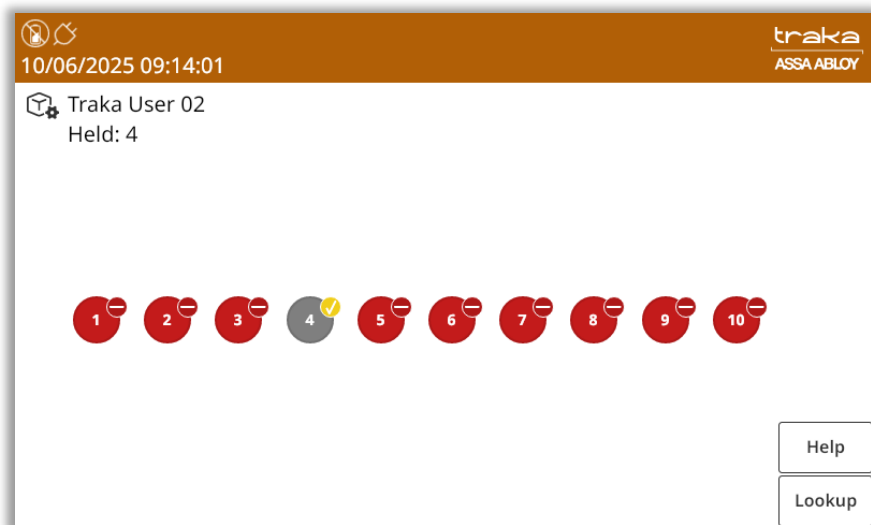 10/06/2025 09:14:01
traka
ASSA ABLOY
Traka User 02
Held: 4
1 2 3 4 5 6 7 8 9 10
Help
Lookup